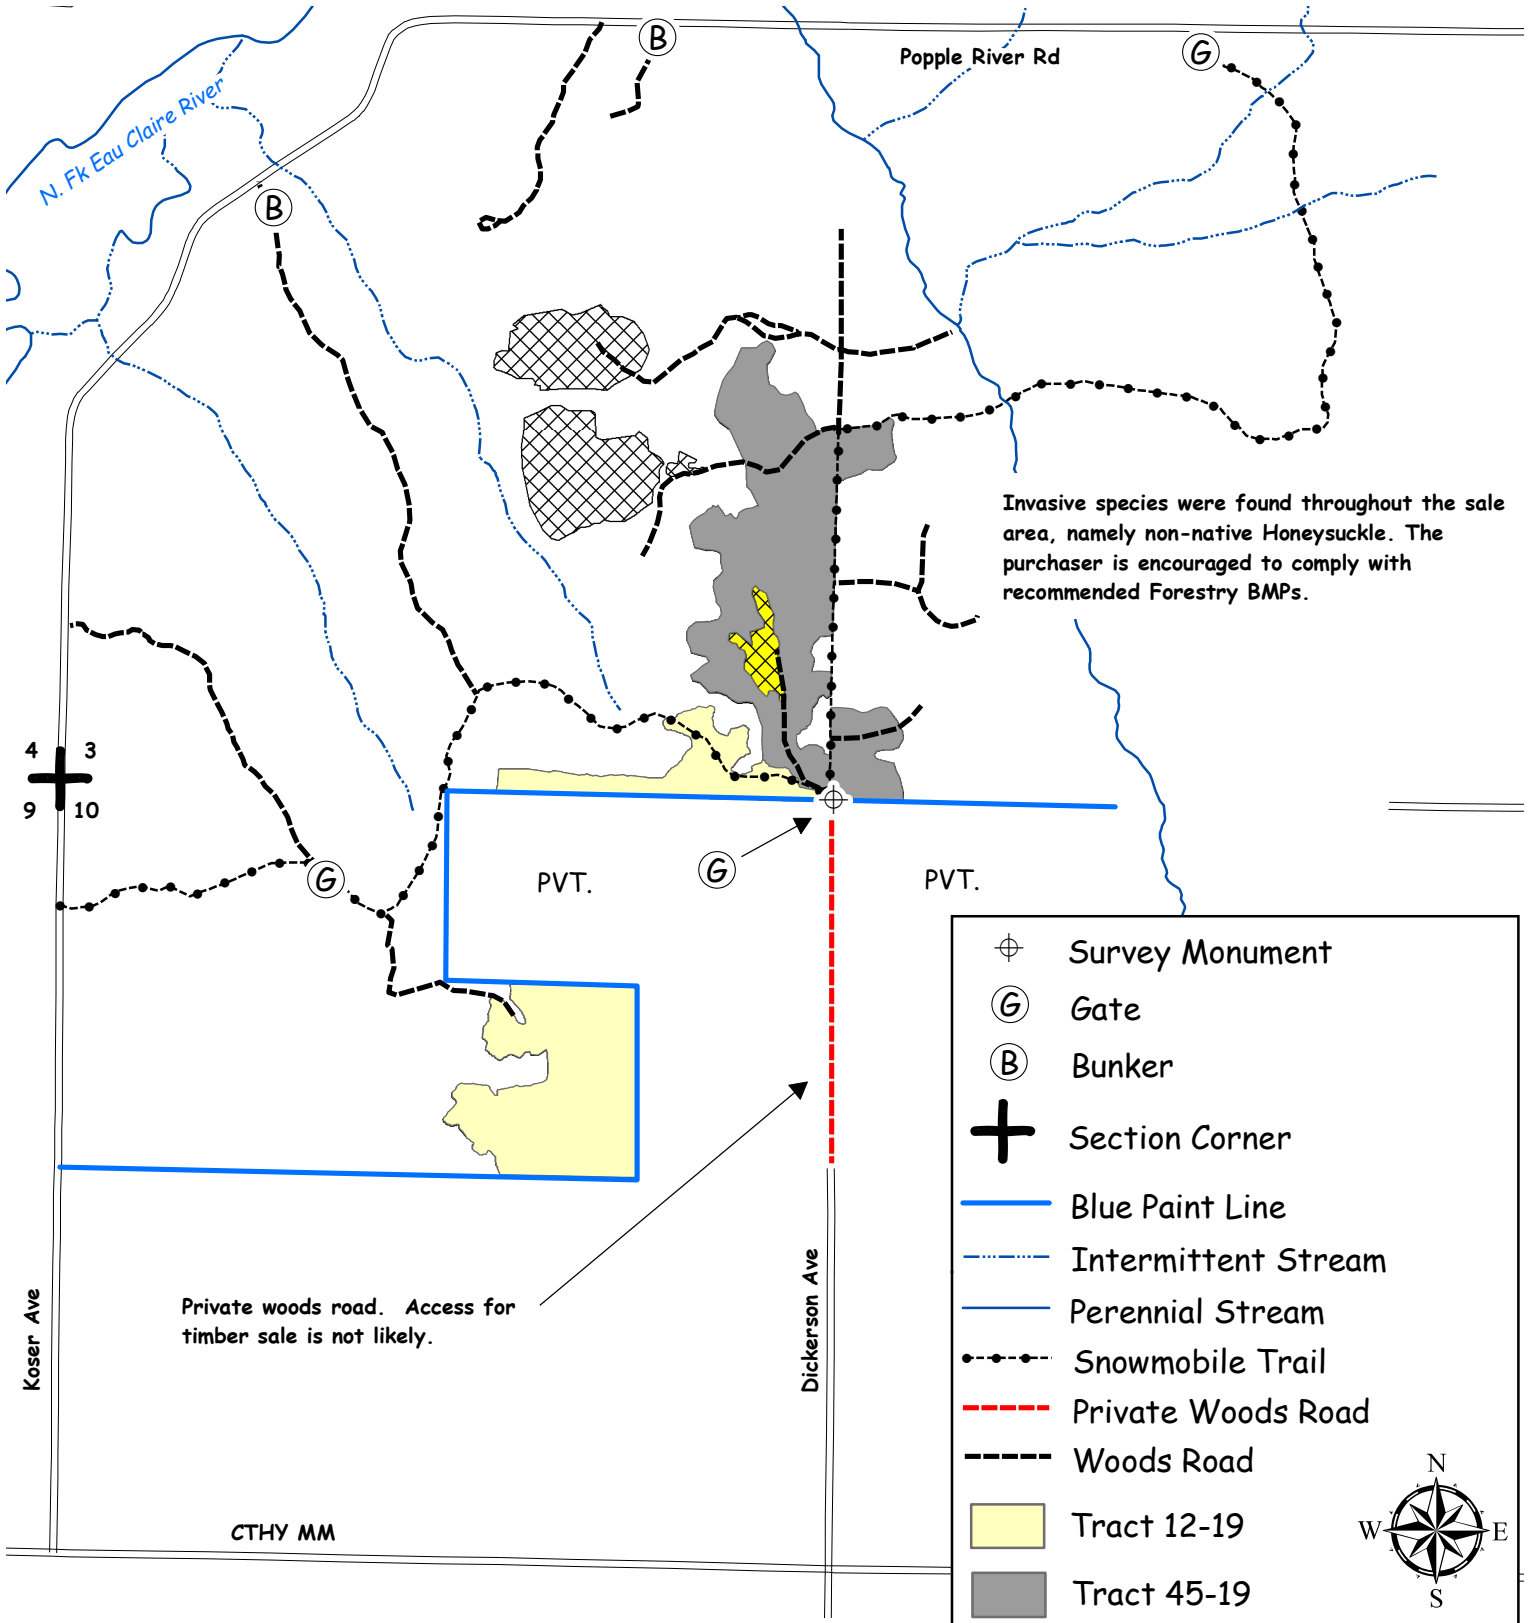 B
Popple River Rd
G
N. Fk Eau Claire River
B
Invasive species were found throughout the sale
area, namely non-native Honeysuckle. The
purchaser is encouraged to comply with
recommended Forestry BMPs.
4 3
9 10
G
G
PVT.
PVT.
Survey Monument
G Gate
B Bunker
Section Corner
Blue Paint Line
Intermittent Stream
Perennial Stream
Snowmobile Trail
Private Woods Road
Woods Road
Tract 12-19
Tract 45-19
N
W E
S
Private woods road. Access for
timber sale is not likely.
Koser Ave
Dickerson Ave
CTHY MM